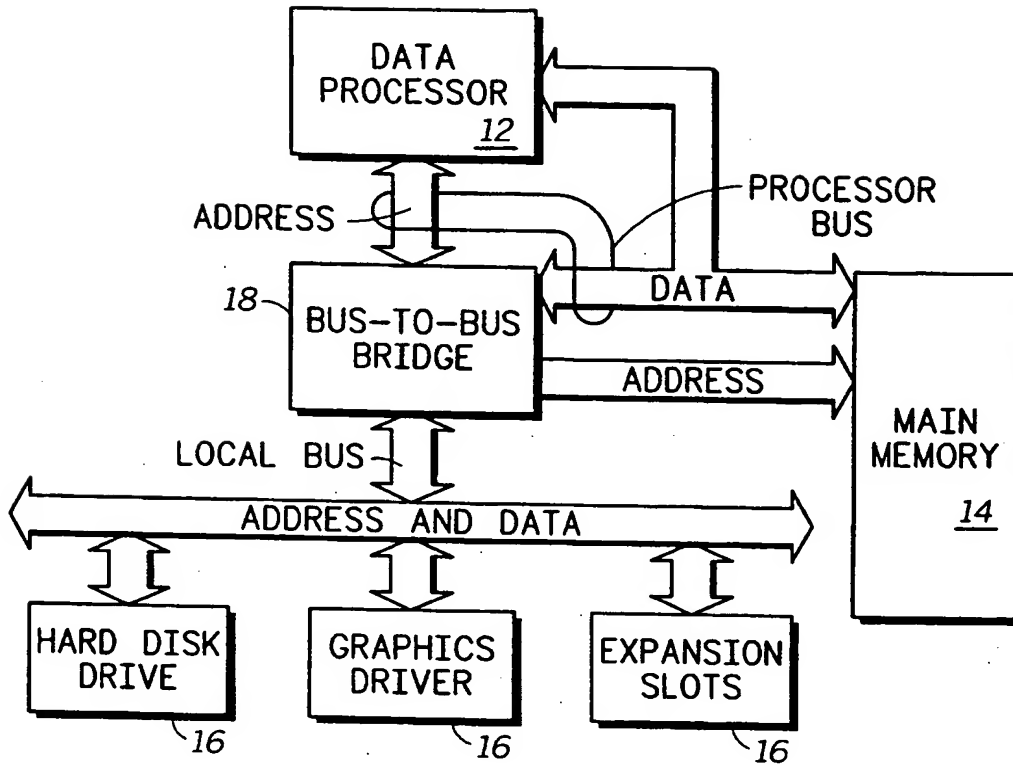 DATA
PROCESSOR
12
ADDRESS
PROCESSOR
BUS
18
BUS-TO-BUS
BRIDGE
DATA
ADDRESS
MAIN
MEMORY
14
LOCAL BUS
ADDRESS AND DATA
HARD DISK
DRIVE
16
GRAPHICS
DRIVER
16
EXPANSION
SLOTS
16